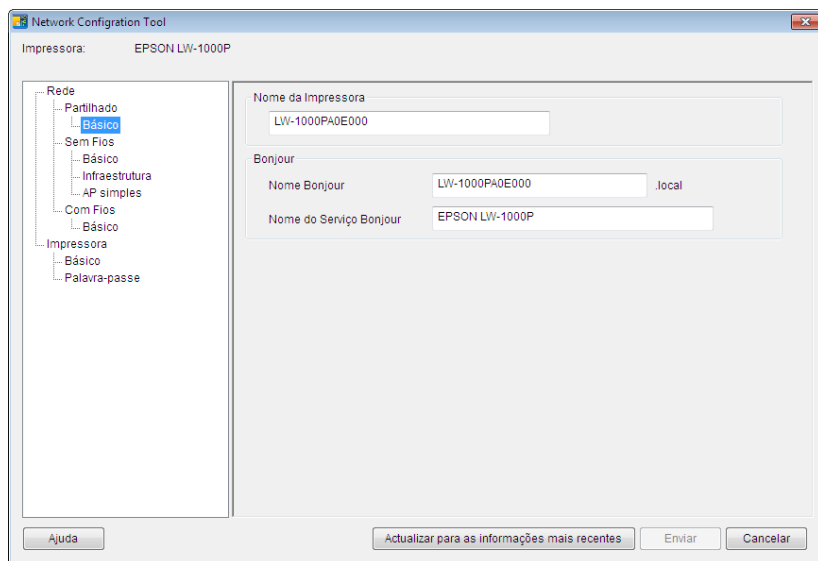 Network Configration Tool
Impressora: EPSON LW-1000P
Rede
Partilhado
Básico
Sem Fios
Básico
Infraestrutura
AP simples
Com Fios
Básico
Impressora
Básico
Palavra-passe
Nome da Impressora
LW-1000PA0E000
Bonjour
Nome Bonjour LW-1000PA0E000 .local
Nome do Serviço Bonjour EPSON LW-1000P
Ajuda Actualizar para as informações mais recentes Enviar Cancelar